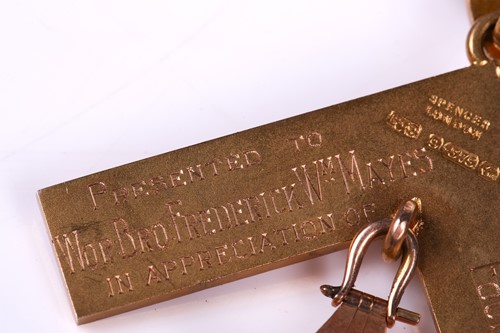 SPENCER
LONDON
PRESENTED TO
WOR. BRO. FREDERICK WM MAYES
IN APPRECIATION OF